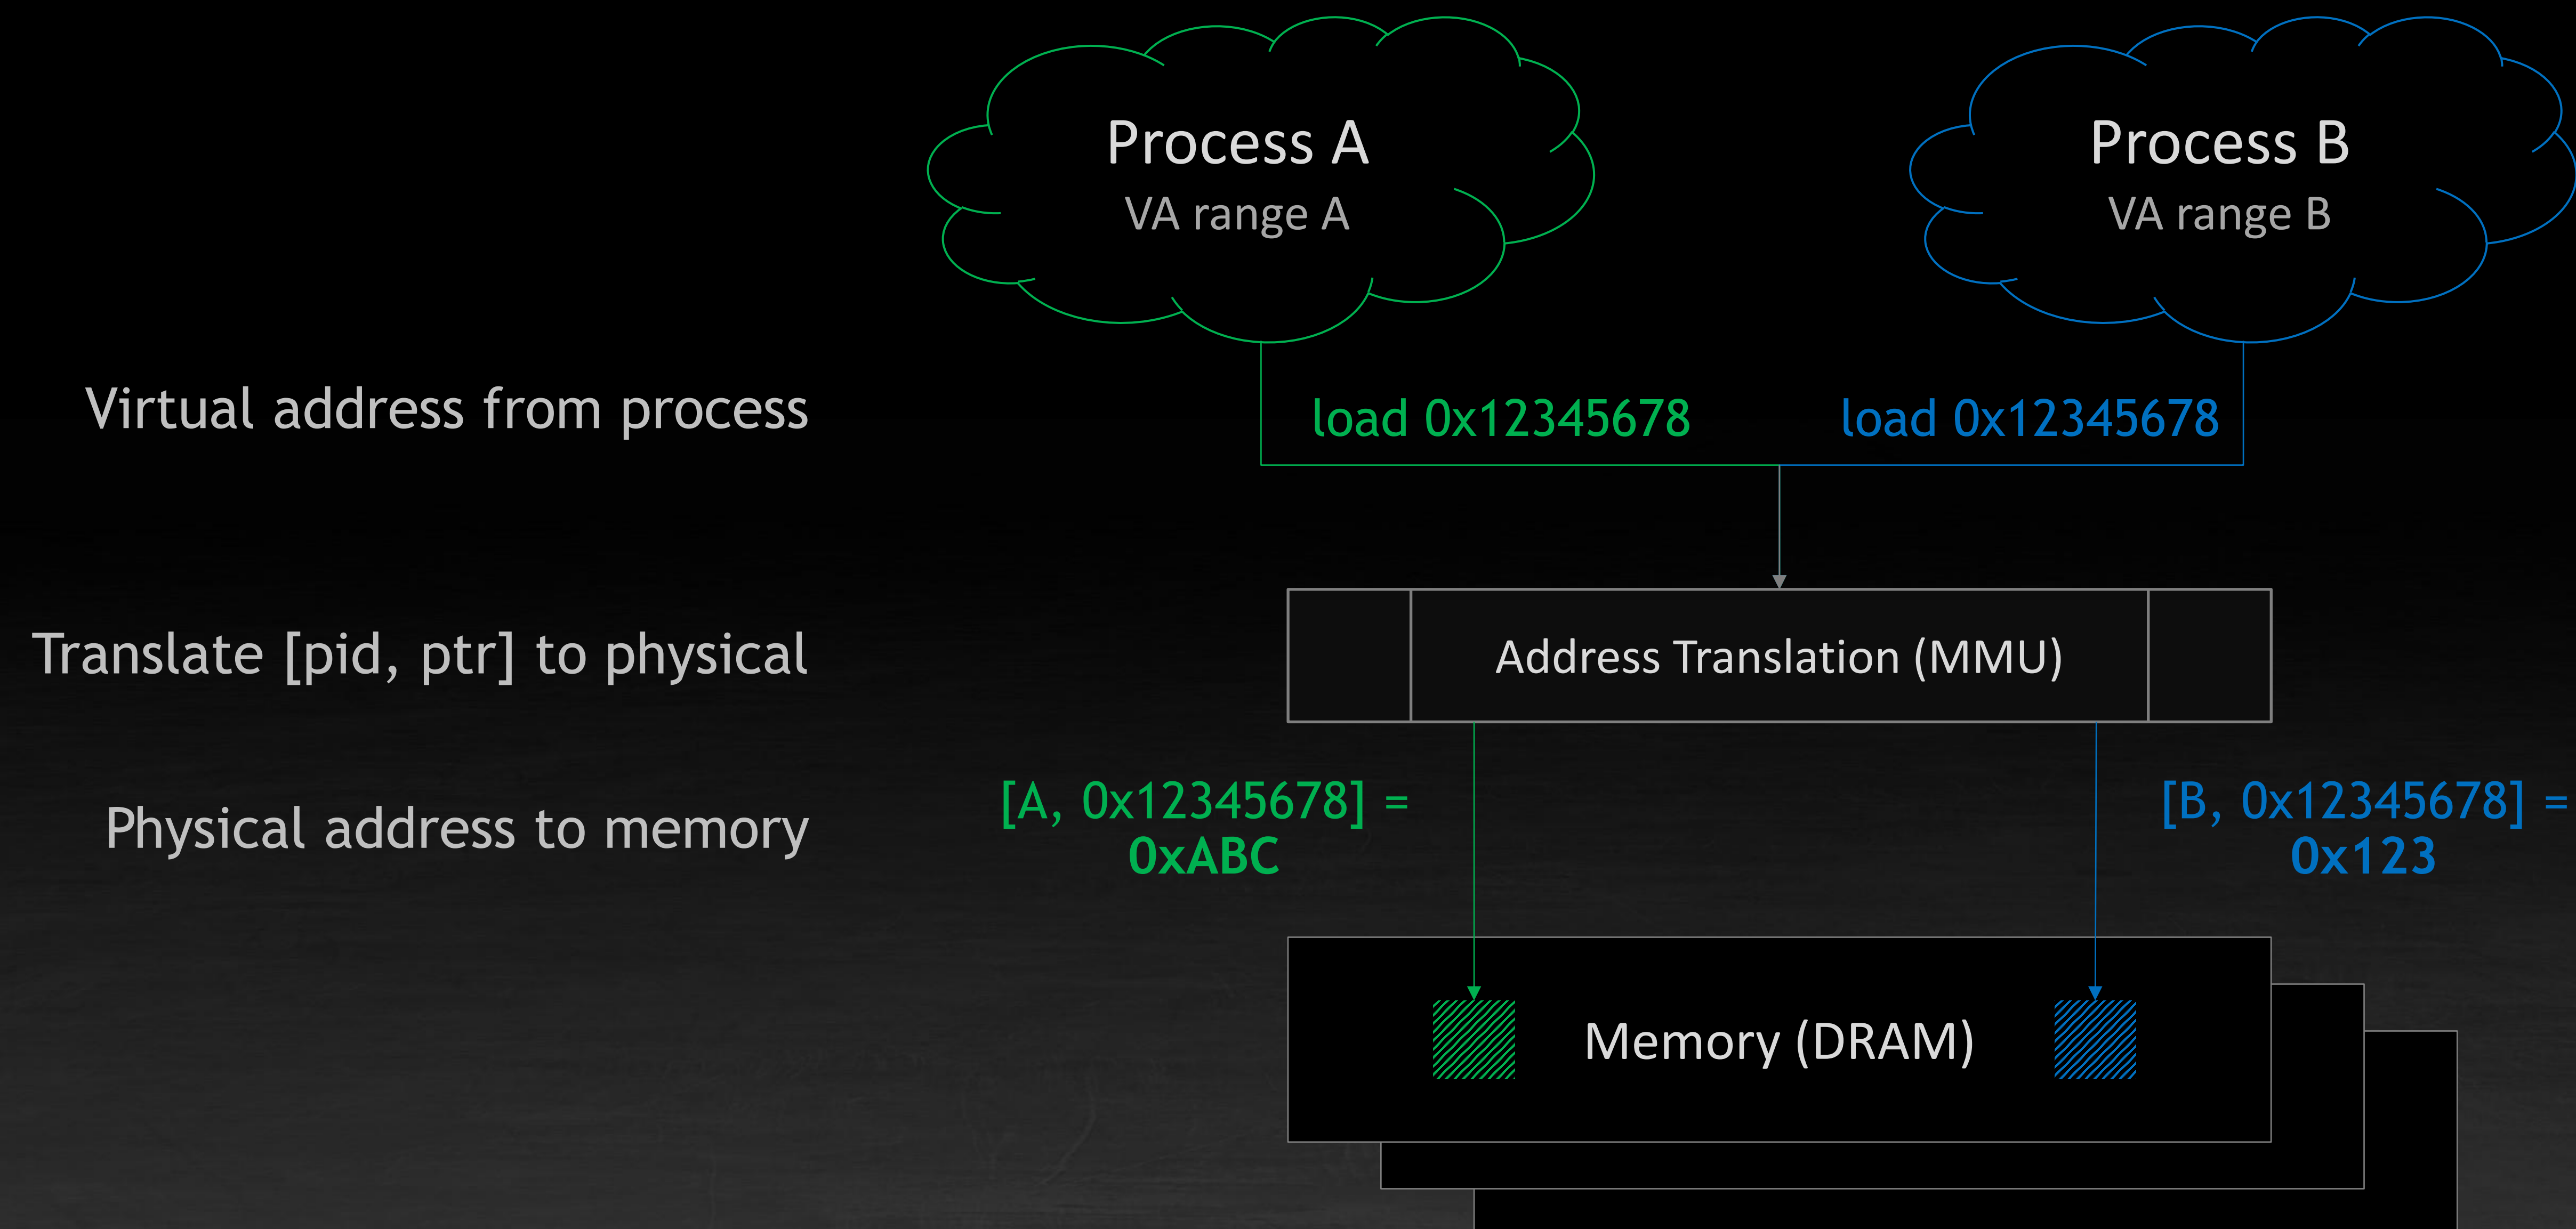 Process A
VA range A
Process B
VA range B
Virtual address from process
load 0x12345678
load 0x12345678
Translate [pid, ptr] to physical
Address Translation (MMU)
Physical address to memory
[A, 0x12345678] =
0xABC
[B, 0x12345678] =
0x123
Memory (DRAM)